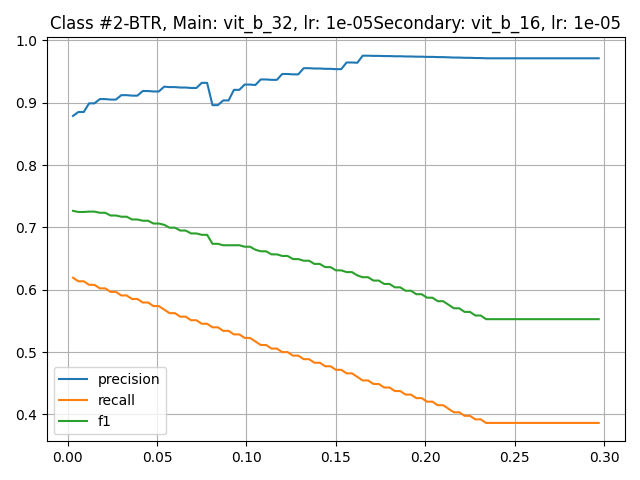 Class #2-BTR, Main: vit_b_32, lr: 1e-05Secondary: vit_b_16, lr: 1e-05
1.0
0.9
0.8
0.7
0.6
0.5
0.4
precision
recall
f1
0.00 0.05 0.10 0.15 0.20 0.25 0.30